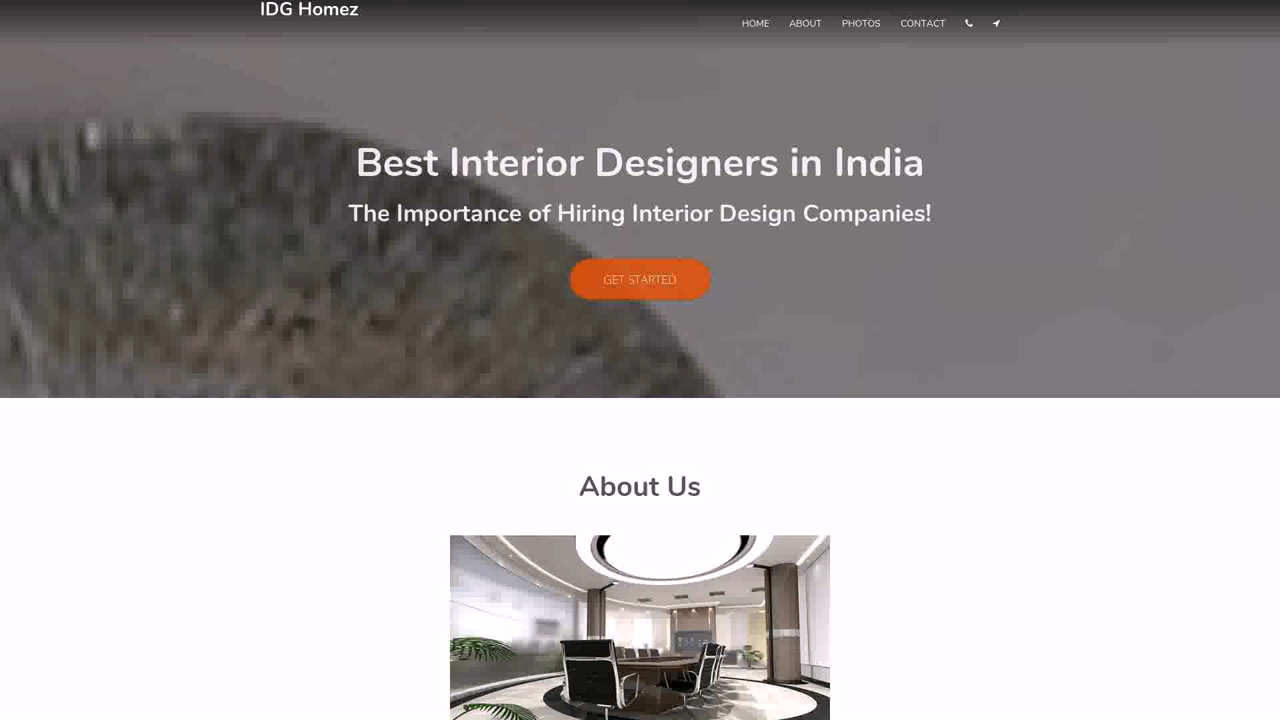 IDG Homez
HOME ABOUT PHOTOS CONTACT
Best Interior Designers in India
The Importance of Hiring Interior Design Companies!
GET STARTED
About Us